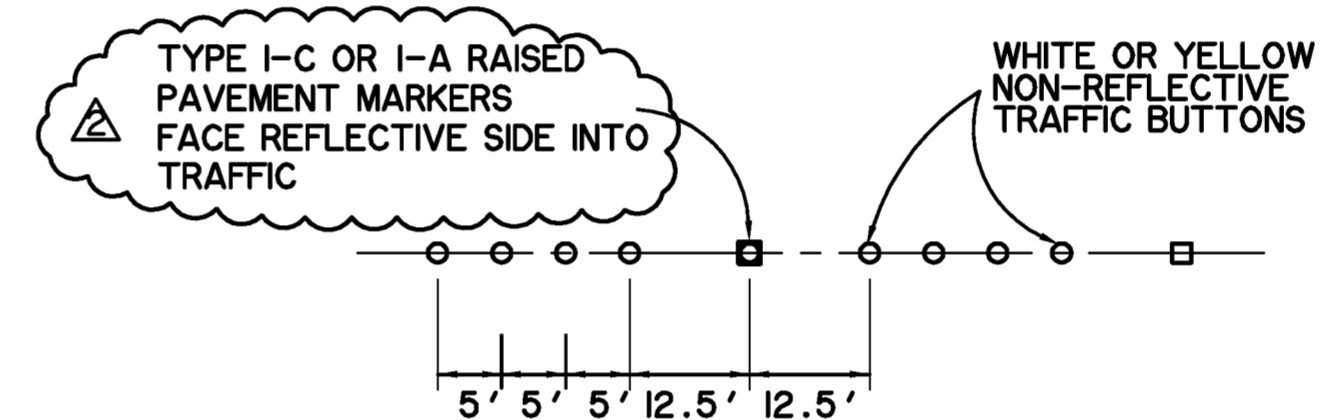 TYPE I-C OR I-A RAISED
PAVEMENT MARKERS
FACE REFLECTIVE SIDE INTO
TRAFFIC
2
WHITE OR YELLOW
NON-REFLECTIVE
TRAFFIC BUTTONS
5' 5' 5' 12.5' 12.5'